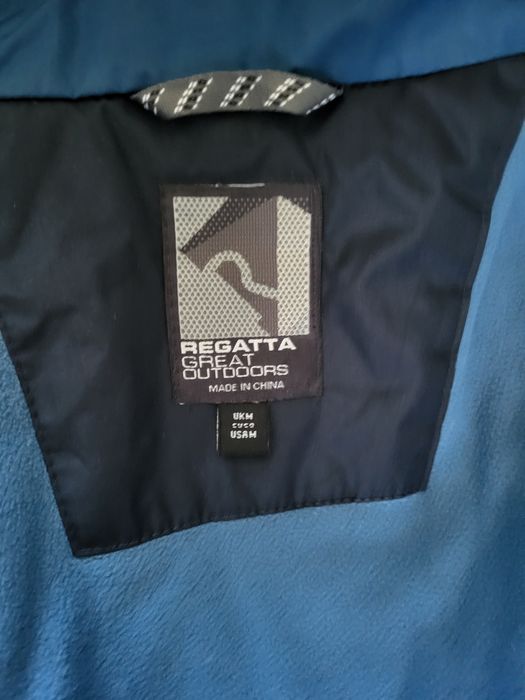 REGATTA
GREAT
OUTDOORS
MADE IN CHINA
UKM
USAM